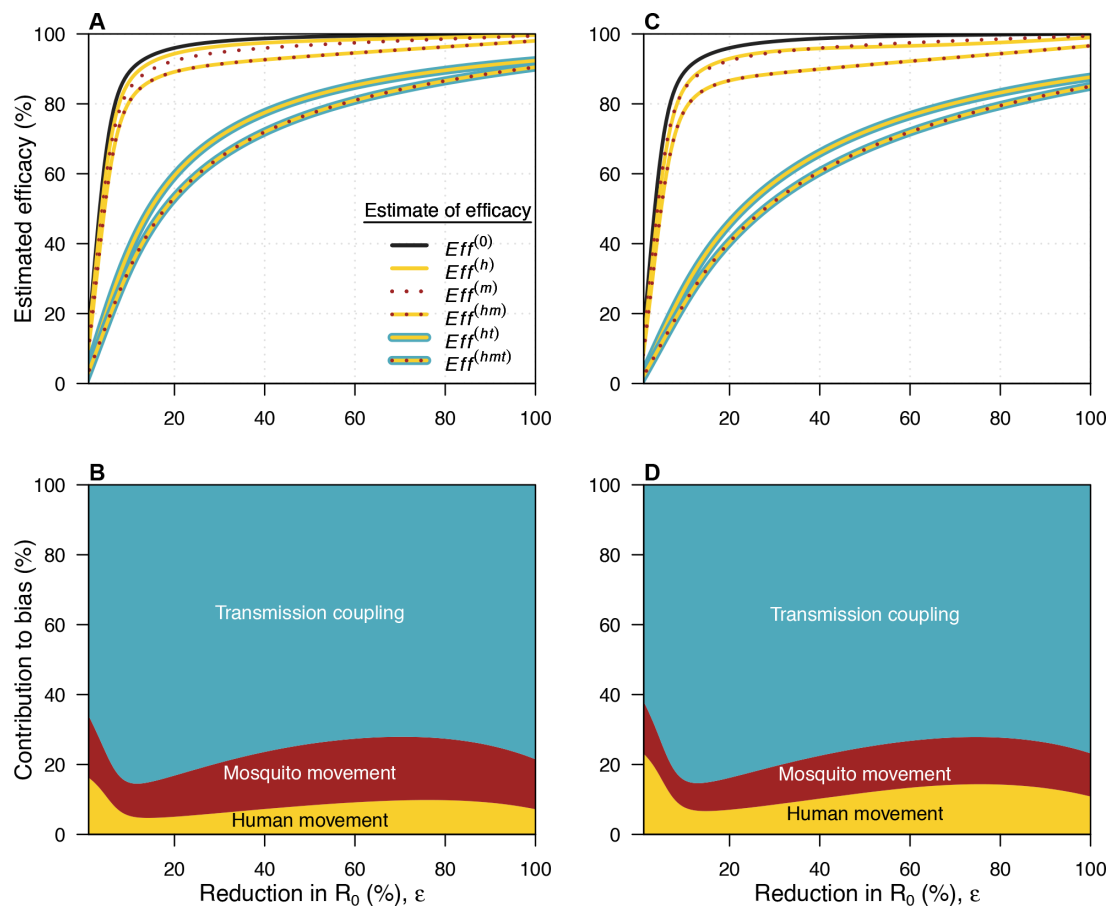 A
100
80
60
40
20
0
Estimated efficacy (%)
Estimate of efficacy
Eff(0)
Eff(h)
Eff(m)
Eff(hm)
Eff(ht)
Eff(hmt)
20 40 60 80 100
C
100
80
60
40
20
0
20 40 60 80 100
B
100
80
60
40
20
0
Contribution to bias (%)
Transmission coupling
Mosquito movement
Human movement
20 40 60 80 100
Reduction in R0 (%), ε
D
100
80
60
40
20
0
Transmission coupling
Mosquito movement
Human movement
20 40 60 80 100
Reduction in R0 (%), ε